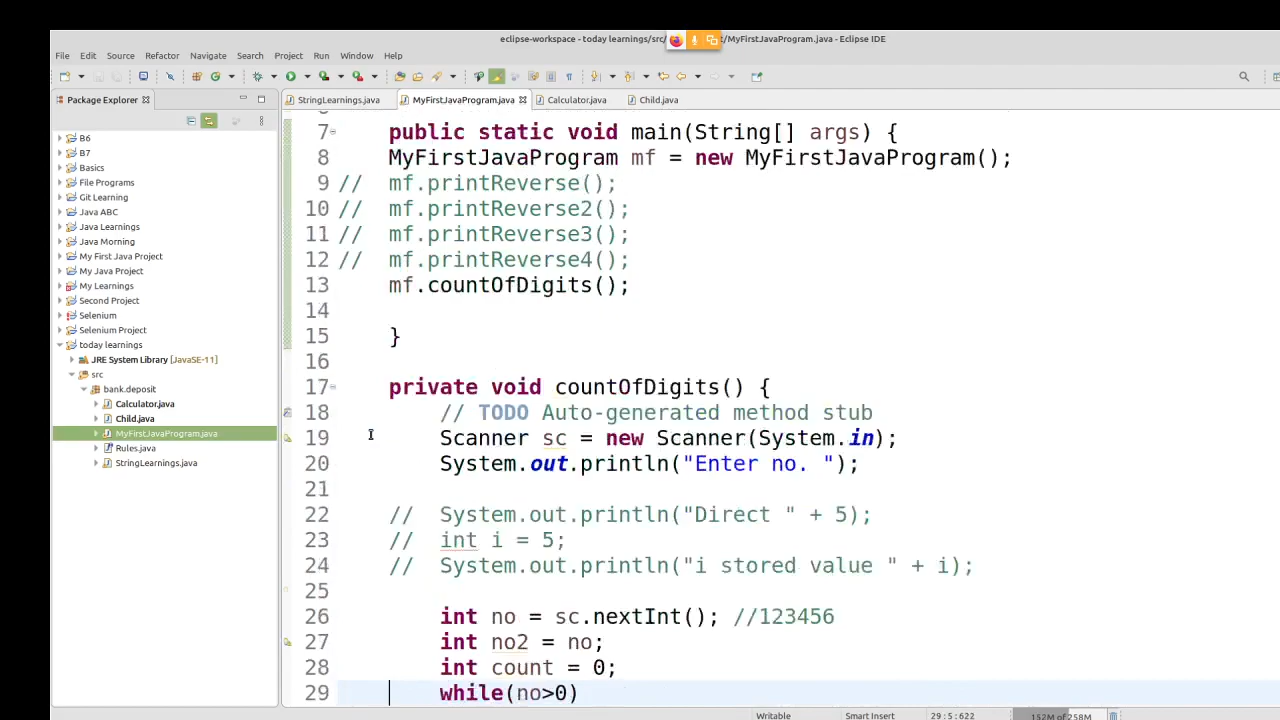 eclipse-workspace - today learnings/src/ t/MyFirstJavaProgram.java - Eclipse IDE
File Edit Source Refactor Navigate Search Project Run Window Help
Package Explorer
StringLearnings.java MyFirstJavaProgram.java Calculator.java Child.java
B6
B7
Basics
File Programs
Git Learning
Java ABC
Java Learnings
Java Morning
My First Java Project
My Java Project
My Learnings
Second Project
Selenium
Selenium Project
today learnings
JRE System Library [JavaSE-11]
src
bank.deposit
Calculator.java
Child.java
MyFirstJavaProgram.java
Rules.java
StringLearnings.java
7 public static void main(String[] args) {
8 MyFirstJavaProgram mf = new MyFirstJavaProgram();
9 // mf.printReverse();
10 // mf.printReverse2();
11 // mf.printReverse3();
12 // mf.printReverse4();
13 mf.countOfDigits();
14
15 }
16
17 private void countOfDigits() {
18 // TODO Auto-generated method stub
19 Scanner sc = new Scanner(System.in);
20 System.out.println("Enter no. ");
21
22 // System.out.println("Direct " + 5);
23 // int i = 5;
24 // System.out.println("i stored value " + i);
25
26 int no = sc.nextInt(); //123456
27 int no2 = no;
28 int count = 0;
29 while(no>0)
Writable Smart Insert 29:5:622 152M of 258M